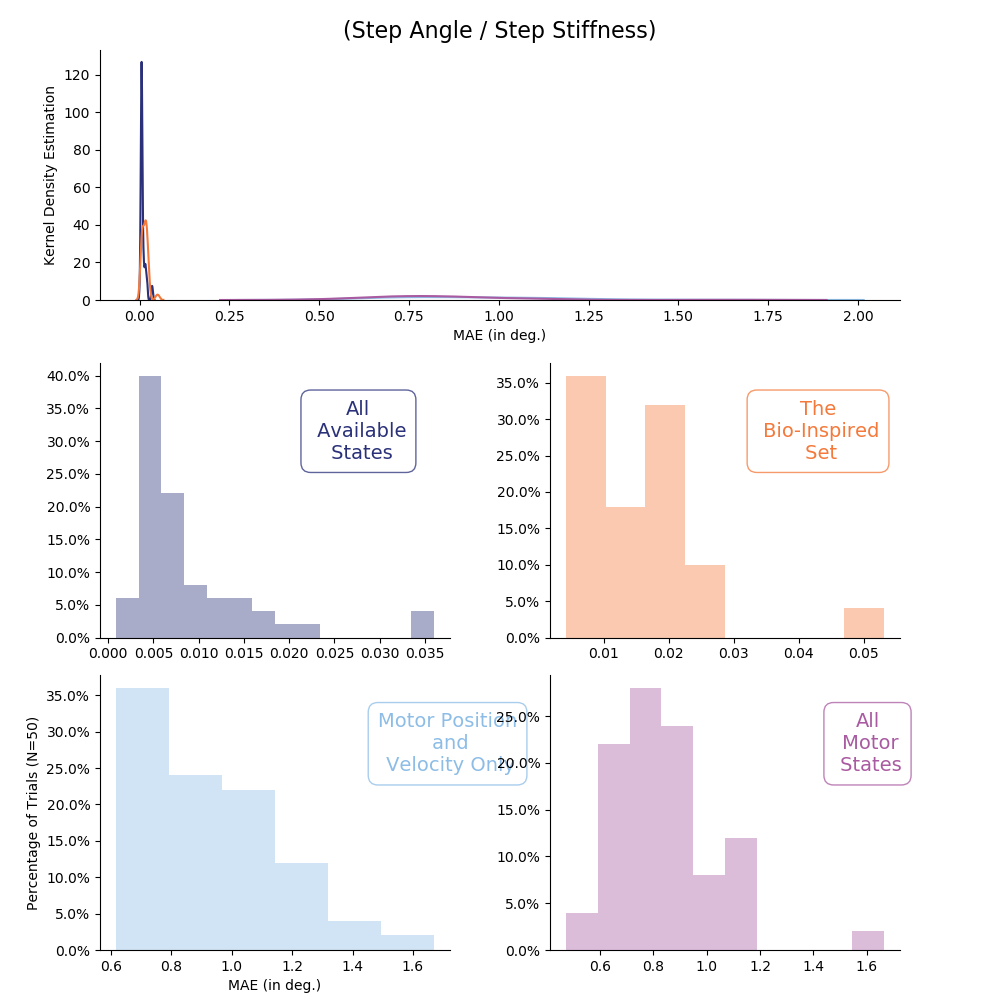 (Step Angle / Step Stiffness)
Kernel Density Estimation
120
100
80
60
40
20
0
0.00 0.25 0.50 0.75 1.00 1.25 1.50 1.75 2.00
MAE (in deg.)
40.0%
35.0%
30.0%
25.0%
20.0%
15.0%
10.0%
5.0%
0.0%
0.000 0.005 0.010 0.015 0.020 0.025 0.030 0.035
All
Available
States
35.0%
30.0%
25.0%
20.0%
15.0%
10.0%
5.0%
0.0%
0.01 0.02 0.03 0.04 0.05
The
Bio-Inspired
Set
Percentage of Trials (N=50)
35.0%
30.0%
25.0%
20.0%
15.0%
10.0%
5.0%
0.0%
0.6 0.8 1.0 1.2 1.4 1.6
MAE (in deg.)
Motor Position
and
Velocity Only
25.0%
20.0%
15.0%
10.0%
5.0%
0.0%
0.6 0.8 1.0 1.2 1.4 1.6
All
Motor
States